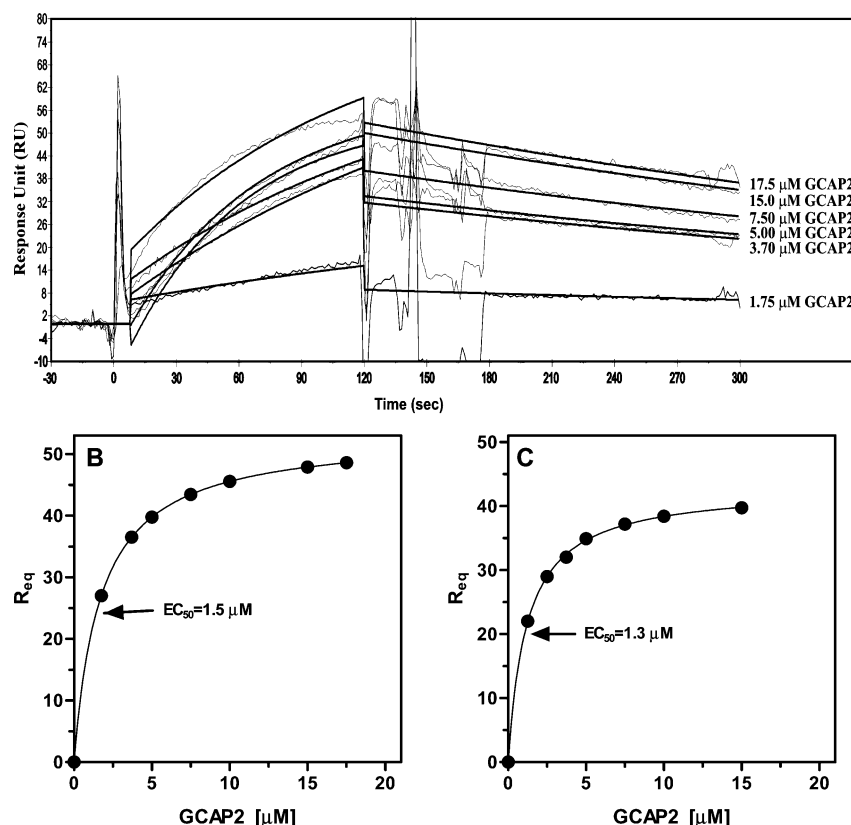 80
74
68
62
56
50
44
38
32
26
20
14
8
2
-4
-10
Response Unit (RU)
-30 0 30 60 90 120 150 180 210 240 270 300
Time (sec)
17.5 μM GCAP2
15.0 μM GCAP2
7.50 μM GCAP2
5.00 μM GCAP2
3.70 μM GCAP2
1.75 μM GCAP2
B
50
40
30
20
10
0
Req
EC50=1.5 μM
0 5 10 15 20
GCAP2 [μM]
C
50
40
30
20
10
0
Req
EC50=1.3 μM
0 5 10 15 20
GCAP2 [μM]